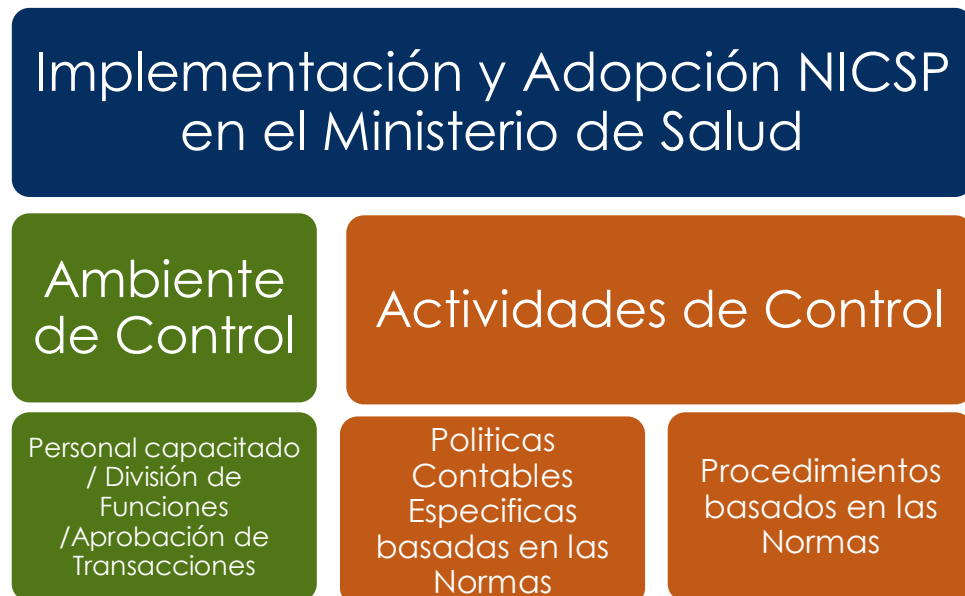 Implementación y Adopción NICSP
en el Ministerio de Salud
Ambiente
de Control
Actividades de Control
Personal capacitado
/ División de
Funciones
/Aprobación de
Transacciones
Politicas
Contables
Especificas
basadas en las
Normas
Procedimientos
basados en las
Normas